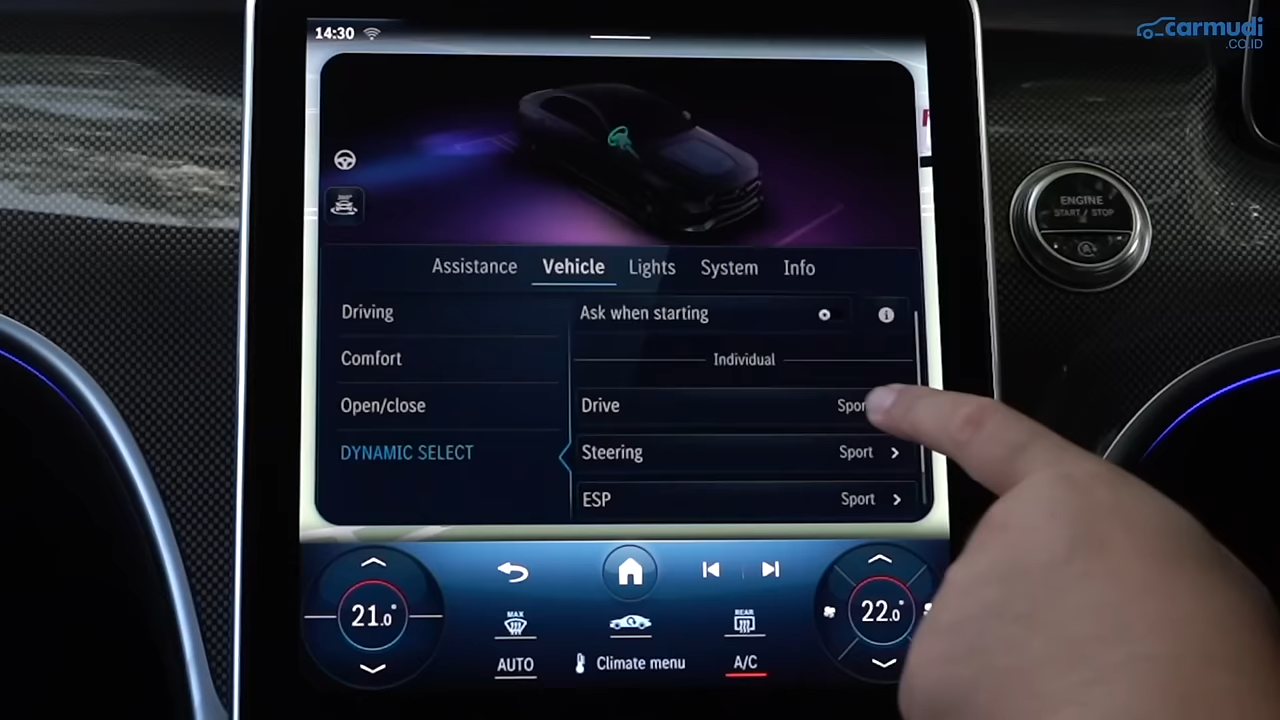 carmudi
.CO.ID
14:30
ENGINE
START / STOP
Assistance Vehicle Lights System Info
Driving
Comfort
Open/close
DYNAMIC SELECT
Ask when starting
Individual
Drive Spor
Steering Sport
ESP Sport
21.0°
22.0°
MAX
REAR
AUTO
Climate menu
A/C